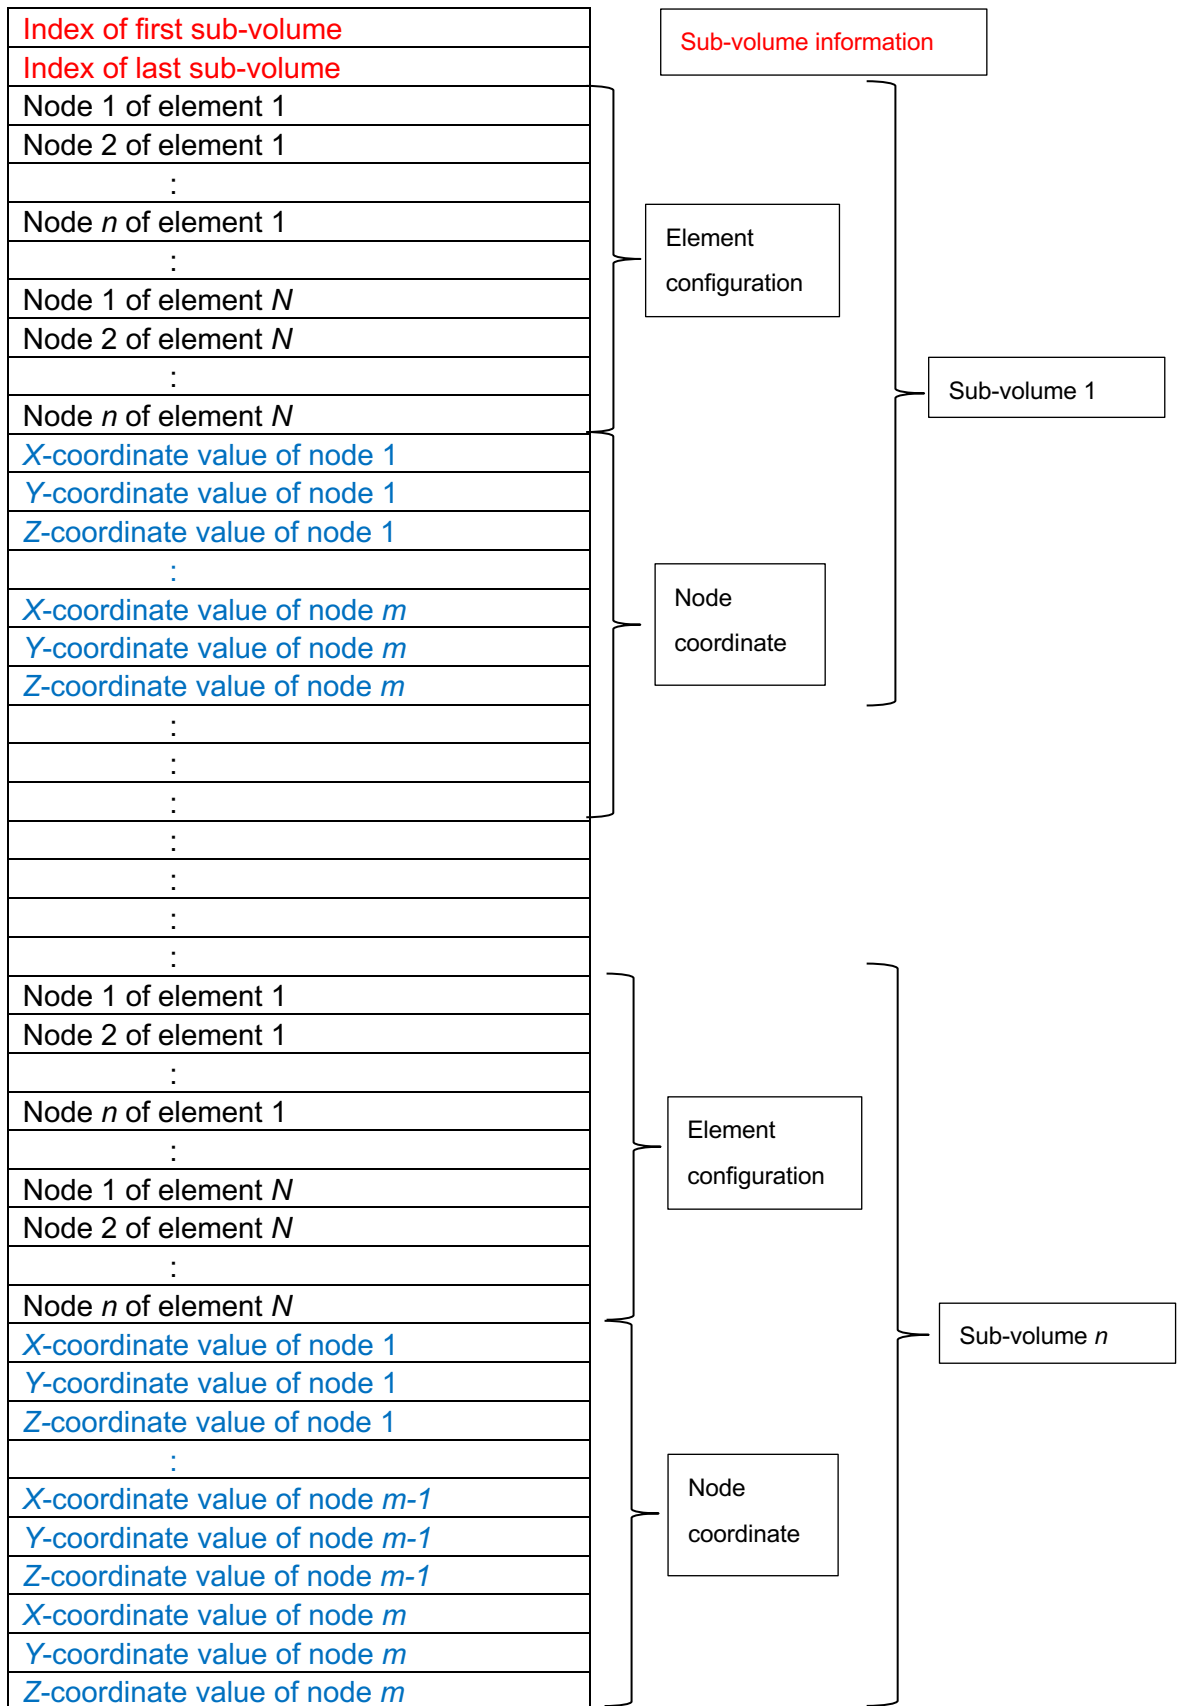 Index of first sub-volume
Index of last sub-volume
Sub-volume information
Node 1 of element 1
Node 2 of element 1
:
Node n of element 1
:
Node 1 of element N
Node 2 of element N
:
Node n of element N
Element
configuration
Sub-volume 1
X-coordinate value of node 1
Y-coordinate value of node 1
Z-coordinate value of node 1
:
X-coordinate value of node m
Y-coordinate value of node m
Z-coordinate value of node m
Node
coordinate
:
:
:
:
:
:
:
Node 1 of element 1
Node 2 of element 1
:
Node n of element 1
:
Node 1 of element N
Node 2 of element N
:
Node n of element N
Element
configuration
Sub-volume n
X-coordinate value of node 1
Y-coordinate value of node 1
Z-coordinate value of node 1
:
X-coordinate value of node m-1
Y-coordinate value of node m-1
Z-coordinate value of node m-1
X-coordinate value of node m
Y-coordinate value of node m
Z-coordinate value of node m
Node
coordinate